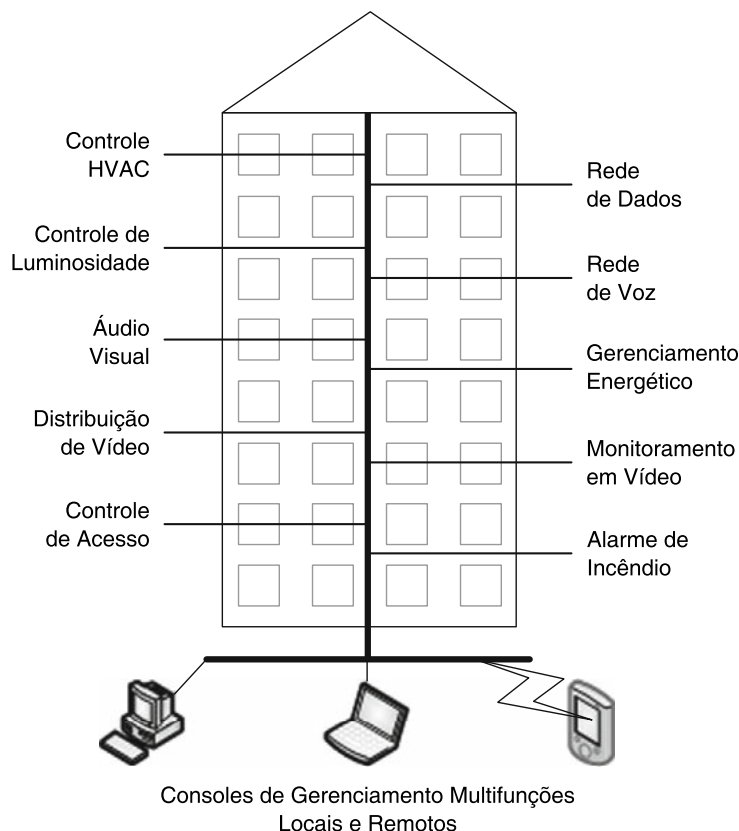 Controle
HVAC
Controle de
Luminosidade
Áudio
Visual
Distribuição
de Vídeo
Controle
de Acesso
Rede
de Dados
Rede
de Voz
Gerenciamento
Energético
Monitoramento
em Vídeo
Alarme de
Incêndio
Consoles de Gerenciamento Multifunções
Locais e Remotos